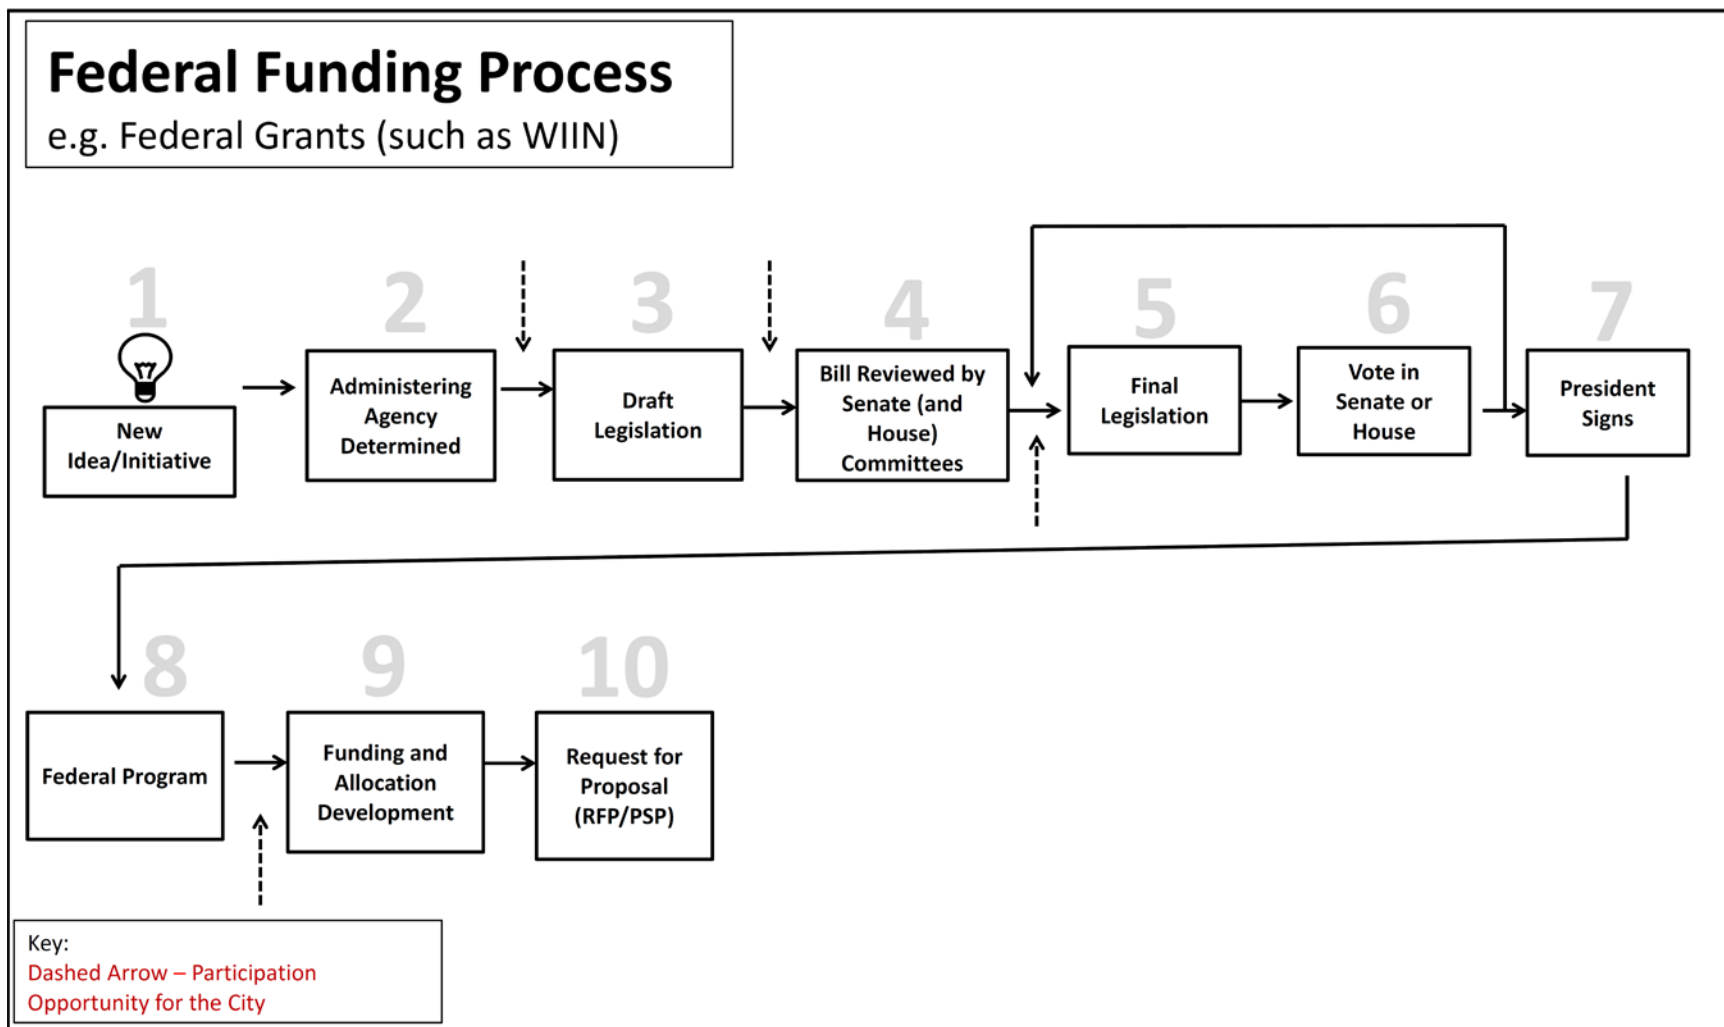 Federal Funding Process
e.g. Federal Grants (such as WIIN)
1
New
Idea/Initiative
2
Administering
Agency
Determined
3
Draft
Legislation
4
Bill Reviewed by
Senate (and
House)
Committees
5
Final
Legislation
6
Vote in
Senate or
House
7
President
Signs
8
Federal Program
9
Funding and
Allocation
Development
10
Request for
Proposal
(RFP/PSP)
Key:
Dashed Arrow – Participation
Opportunity for the City